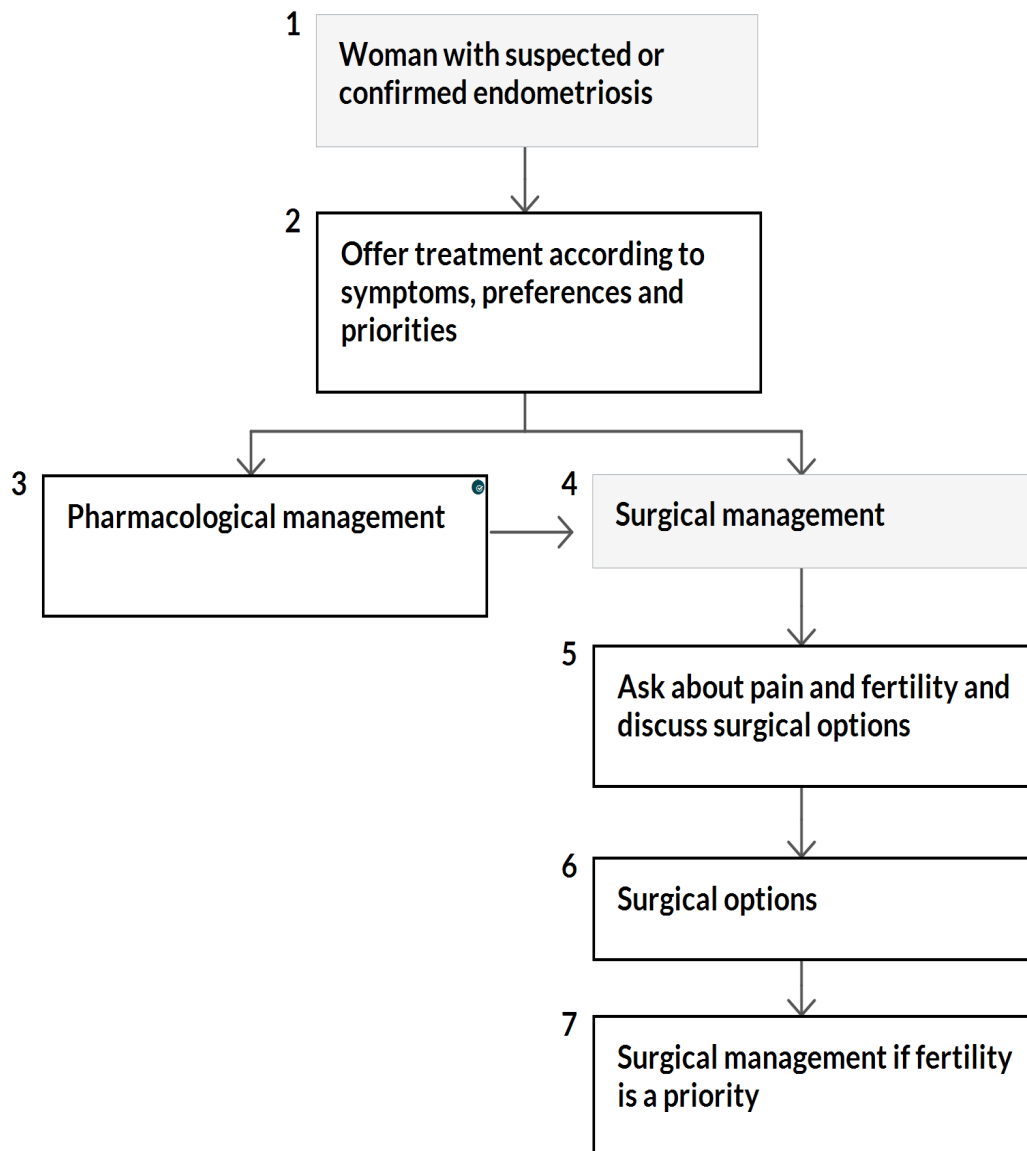 1
Woman with suspected or
confirmed endometriosis
2
Offer treatment according to
symptoms, preferences and
priorities
3
Pharmacological management
4
Surgical management
5
Ask about pain and fertility and
discuss surgical options
6
Surgical options
7
Surgical management if fertility
is a priority